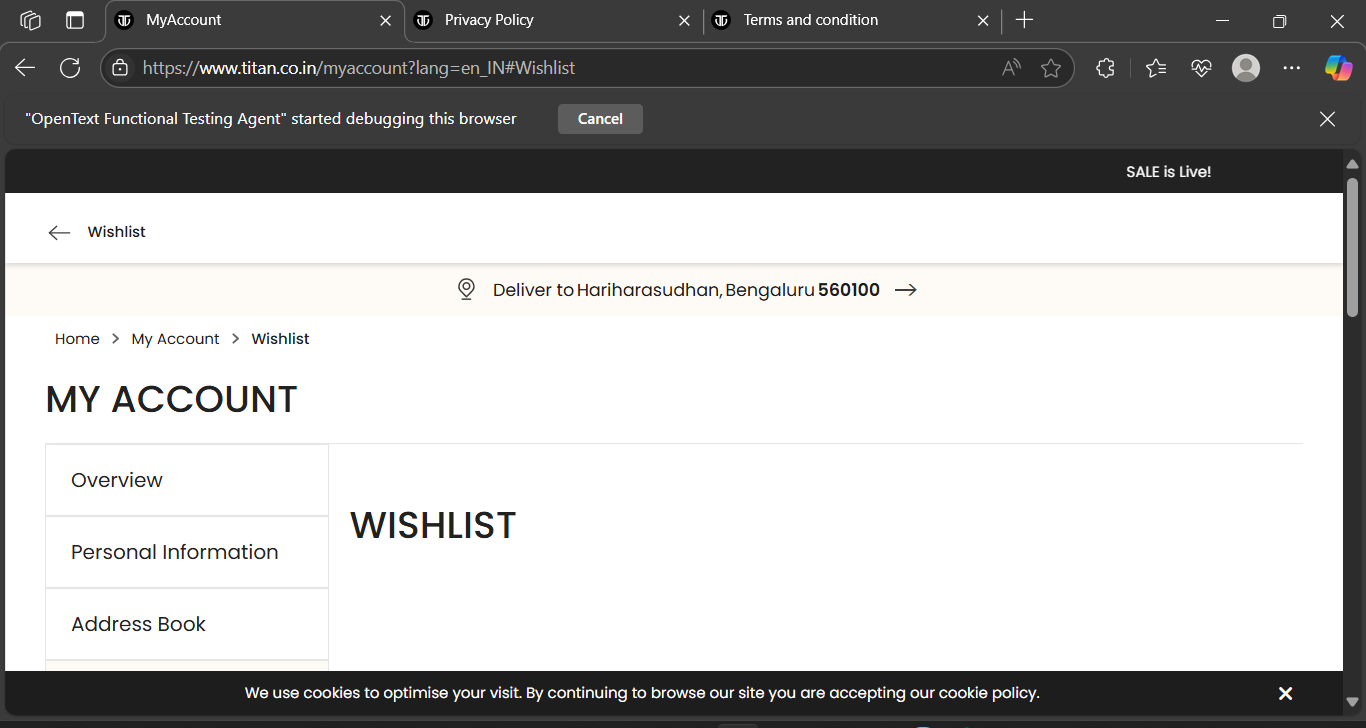 MyAccount
Privacy Policy
Terms and condition
https://www.titan.co.in/myaccount?lang=en_IN#Wishlist
"OpenText Functional Testing Agent" started debugging this browser
Cancel
SALE is Live!
Wishlist
Deliver to Hariharasudhan, Bengaluru 560100
Home > My Account > Wishlist
MY ACCOUNT
Overview
WISHLIST
Personal Information
Address Book
We use cookies to optimise your visit. By continuing to browse our site you are accepting our cookie policy.